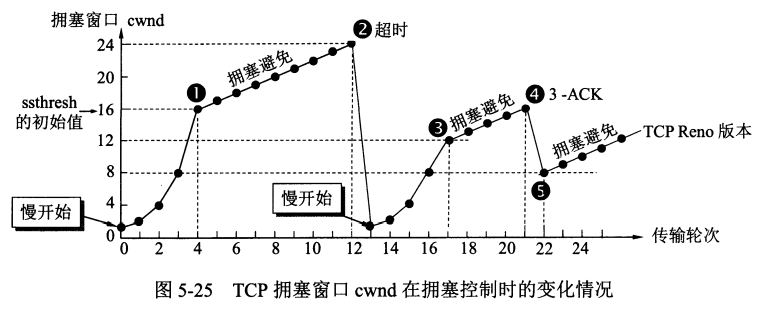 拥塞窗口 cwnd
❷ 超时
24
20
ssthresh
的初始值
16
12
8
4
0
❶
拥塞避免
❸
拥塞避免
❹ 3 -ACK
拥塞避免
TCP Reno 版本
❺
慢开始
慢开始
0 2 4 6 8 10 12 14 16 18 20 22 24
传输轮次
图 5-25 TCP 拥塞窗口 cwnd 在拥塞控制时的变化情况